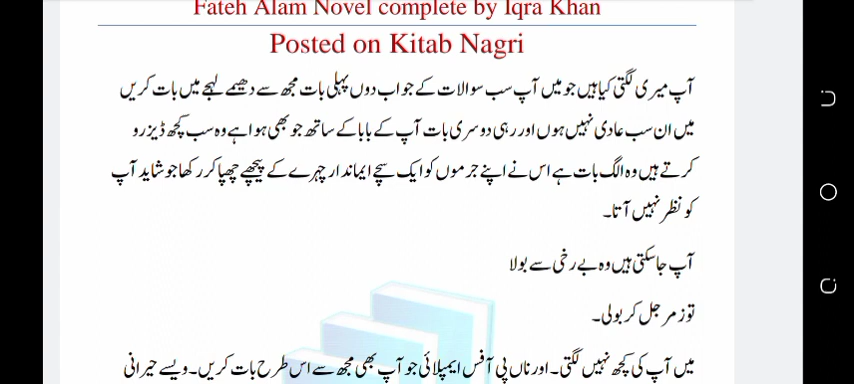 Fateh Alam Novel complete by Iqra Khan
Posted on Kitab Nagri
آپ میری لگتی کیا ہیں جو میں آپ سب سوالات کے جواب دوں پہلی بات مجھ سے دھیمے لہجے میں بات کریں
میں ان سب عادی نہیں ہوں اور رہی دوسری بات آپ کے بابا کے ساتھ جو بھی ہوا ہے وہ سب کچھ ڈیزرو
کرتے ہیں وہ الگ بات ہے اس نے اپنے جرموں کو ایک سچے ایماندار چہرے کے پیچھے چھپا کر رکھا جو شاید آپ
کو نظر نہیں آتا۔
آپ جا سکتی ہیں وہ بے رخی سے بولا
تو زمر جل کر بولی۔
میں آپ کی کچھ نہیں لگتی۔ اور ناں پی آفس ایمپلائی جو آپ بھی مجھ سے اس طرح بات کریں۔ ویسے حیرانی